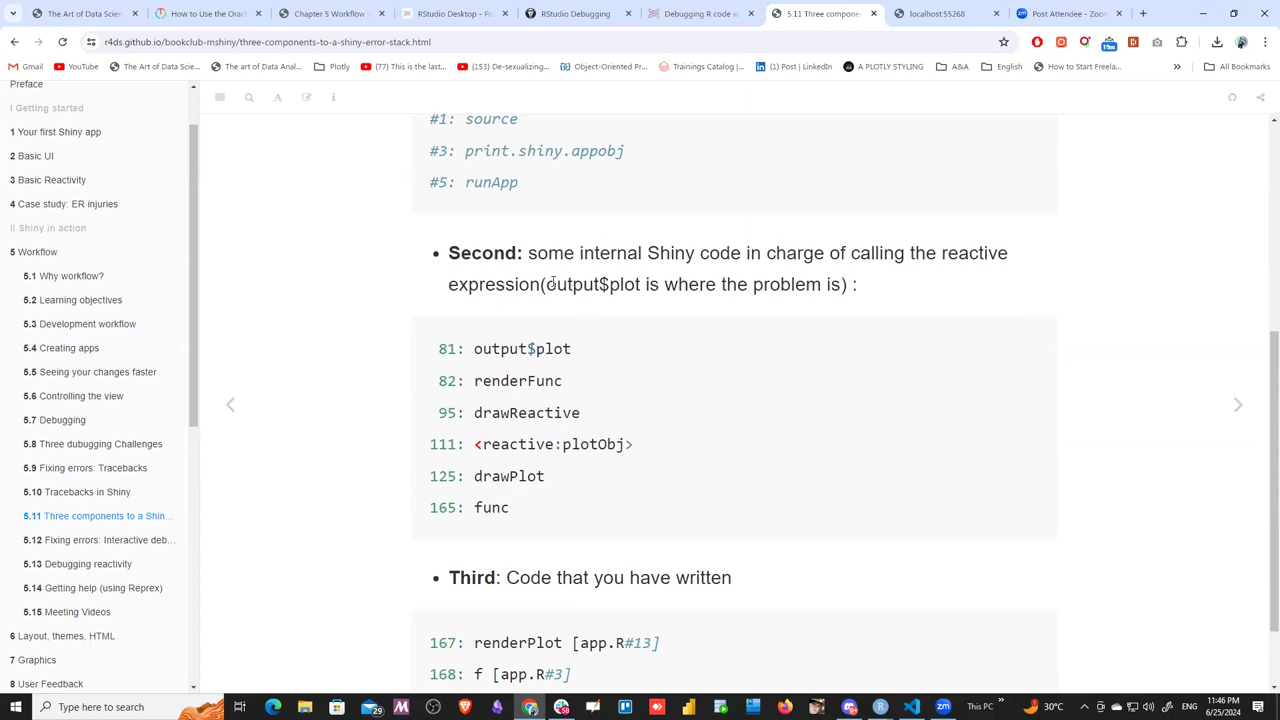 The Art of Data Scien
How to Use the Orac
Chapter 5 Workflow
RStudio Desktop - Po
RStudio Debugging
Debugging R code w
5.11 Three compone
localhost:55268
Post Attendee - Zoo
r4ds.github.io/bookclub-mshiny/three-components-to-a-shiny-error-stack.html
Gmail
YouTube
The Art of Data Scie...
The art of Data Anal...
Plotly
(77) This is the last...
(153) De-sexualizing...
Object-Oriented Pr...
Trainings Catalog |...
(1) Post | LinkedIn
A PLOTLY STYLING
A&A
English
How to Start Freela...
»
All Bookmarks
Preface
I Getting started
1 Your first Shiny app
2 Basic UI
3 Basic Reactivity
4 Case study: ER injuries
II Shiny in action
5 Workflow
5.1 Why workflow?
5.2 Learning objectives
5.3 Development workflow
5.4 Creating apps
5.5 Seeing your changes faster
5.6 Controlling the view
5.7 Debugging
5.8 Three dubugging Challenges
5.9 Fixing errors: Tracebacks
5.10 Tracebacks in Shiny
5.11 Three components to a Shin...
5.12 Fixing errors: Interactive deb...
5.13 Debugging reactivity
5.14 Getting help (using Reprex)
5.15 Meeting Videos
6 Layout, themes, HTML
7 Graphics
8 User Feedback
#1: source
#3: print.shiny.appobj
#5: runApp
• Second: some internal Shiny code in charge of calling the reactive
expression(output$plot is where the problem is) :
81: output$plot
82: renderFunc
95: drawReactive
111: <reactive:plotObj>
125: drawPlot
165: func
• Third: Code that you have written
167: renderPlot [app.R#13]
168: f [app.R#3]
Type here to search
29
This PC
30°C
11:46 PM
6/25/2024